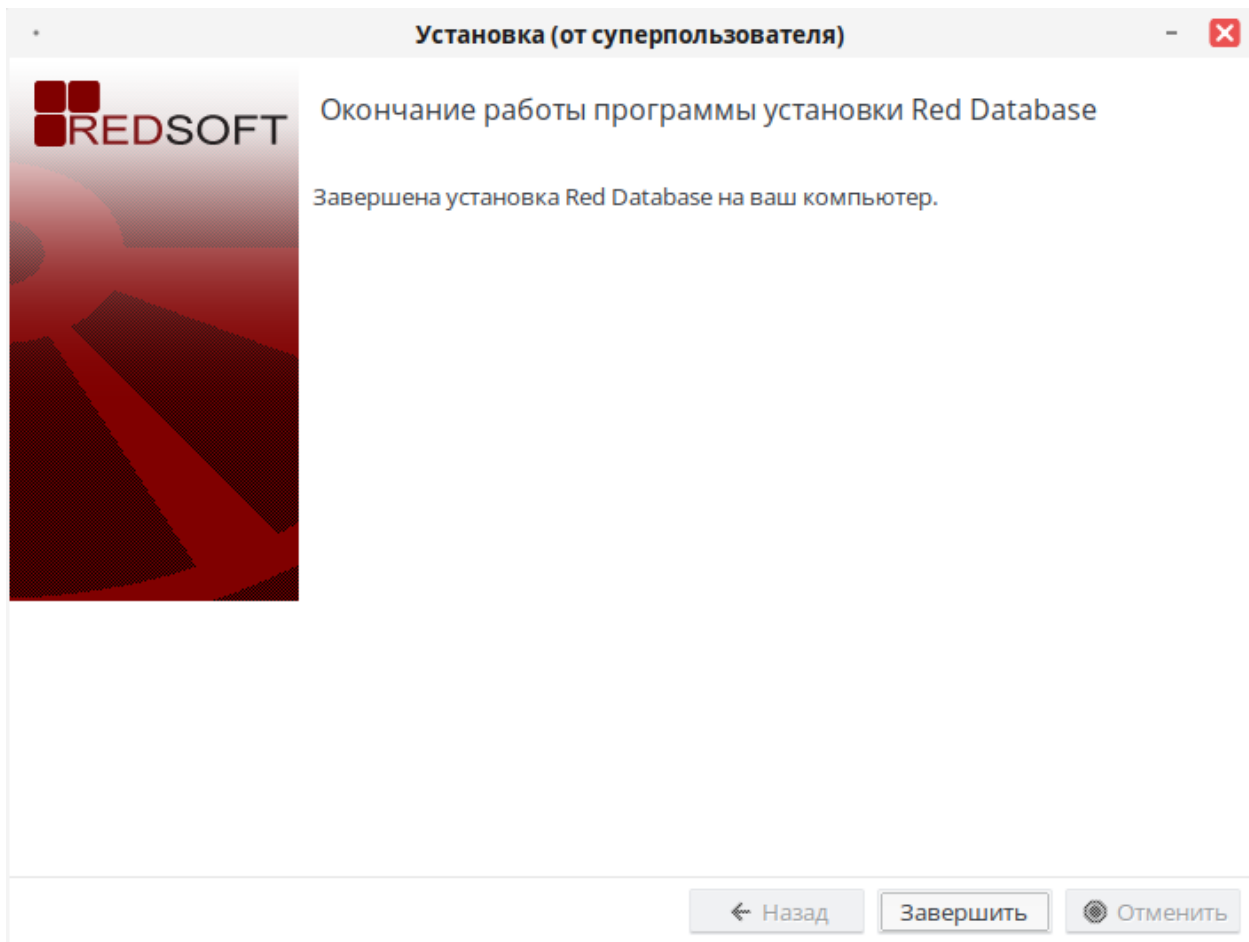 Установка (от суперпользователя)
REDSOFT
Окончание работы программы установки Red Database
Завершена установка Red Database на ваш компьютер.
Назад
Завершить
Отменить